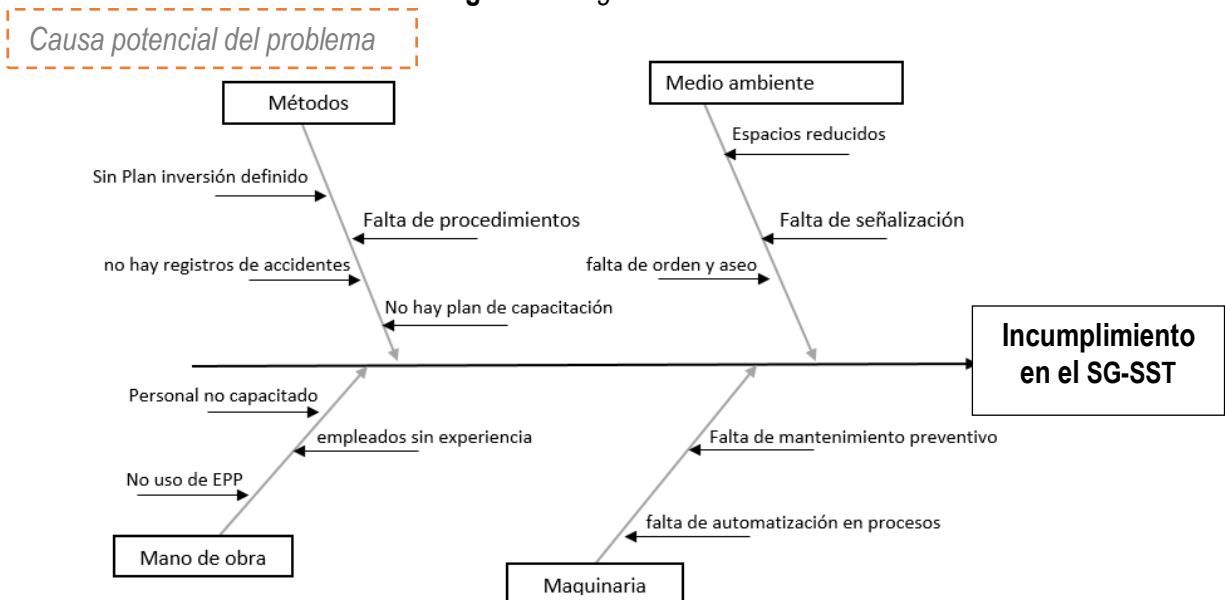 Causa potencial del problema
Métodos
Medio ambiente
Espacios reducidos
Sin Plan inversión definido
Falta de procedimientos
Falta de señalización
no hay registros de accidentes
falta de orden y aseo
No hay plan de capacitación
Incumplimiento
en el SG-SST
Personal no capacitado
empleados sin experiencia
Falta de mantenimiento preventivo
No uso de EPP
falta de automatización en procesos
Mano de obra
Maquinaria